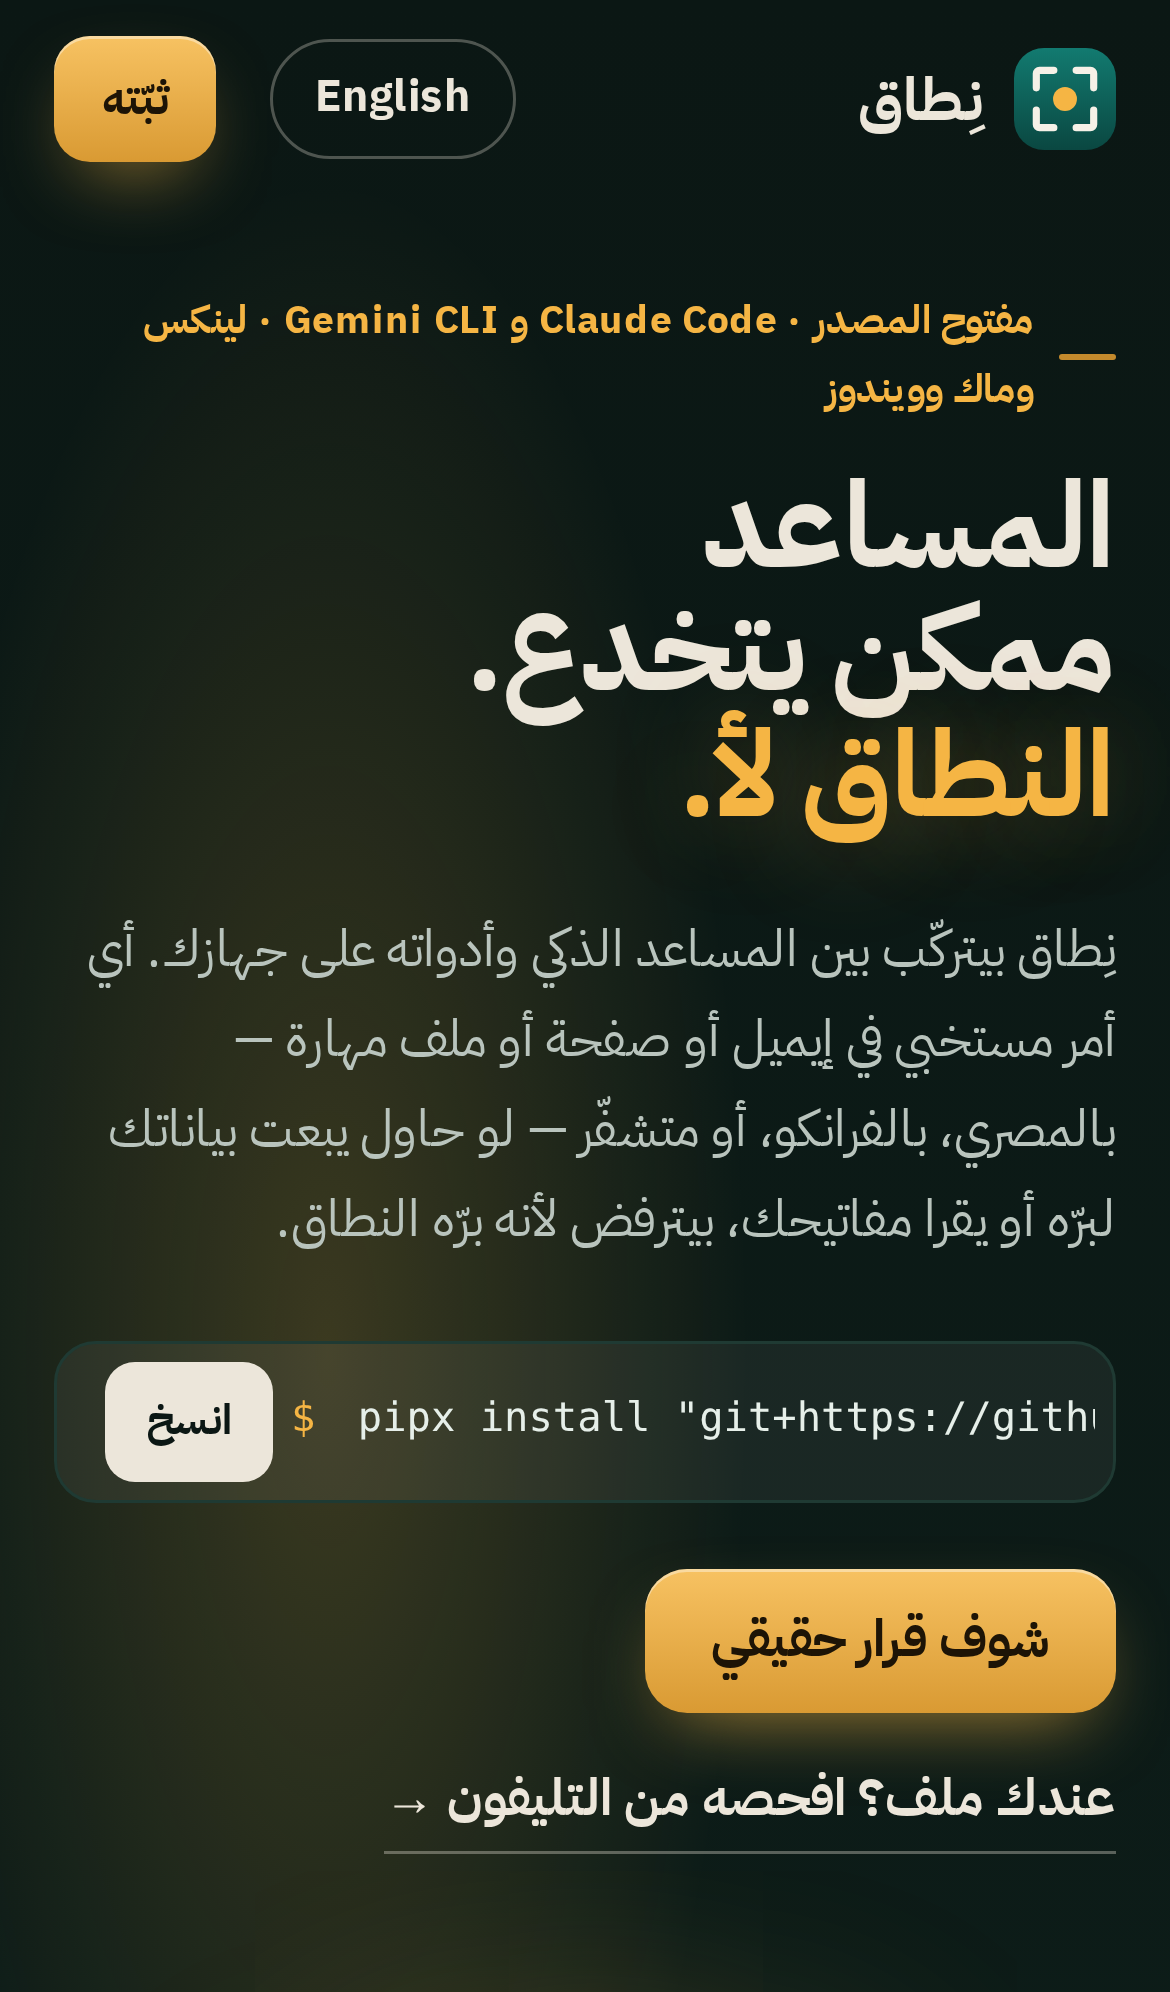 نِطاق
English
ثبّته
مفتوح المصدر · Claude Code و Gemini CLI · لينكس
وماك وويندوز
المساعد
ممكن يتخدع.
النطاق لأ.
نِطاق بيتركّب بين المساعد الذكي وأدواته على جهازك. أي
أمر مستخبي في إيميل أو صفحة أو ملف مهارة —
بالمصري، بالفرانكو، أو متشفّر — لو حاول يبعت بياناتك
لبرّه أو يقرا مفاتيحك، بيترفض لأنه برّه النطاق.
$ pipx install "git+https://gith
انسخ
شوف قرار حقيقي
عندك ملف؟ افحصه من التليفون →